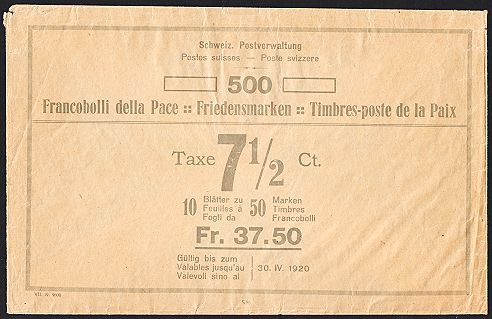 Schweiz. Postverwaltung
Postes suisses — Poste svizzere
500
Francobolli della Pace :: Friedensmarken :: Timbres-poste de la Paix
Taxe 7 1/2 Ct.
10 Blätter zu Feuilles à Fogli da 50 Marken Timbres Francobolli
Fr. 37.50
Gültig bis zum
Valables jusqu'au 30. IV. 1920
Valevoli sino al
VII. 19.